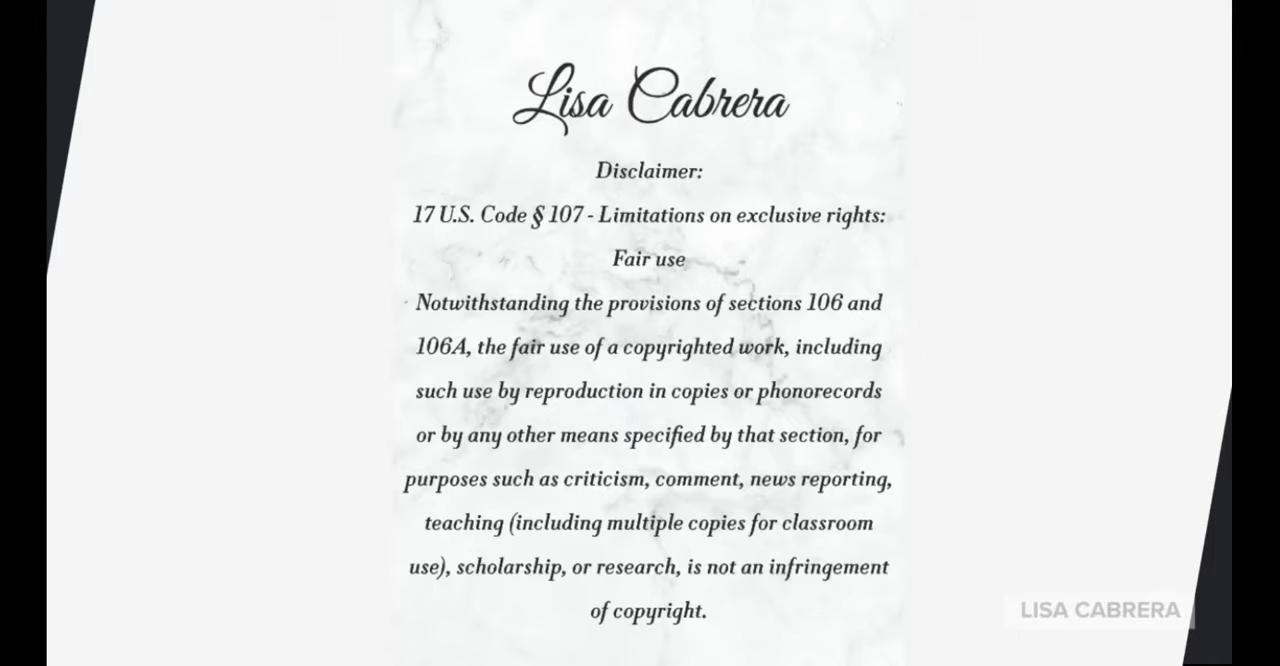 Lisa Cabrera
Disclaimer:
17 U.S. Code § 107 - Limitations on exclusive rights:
Fair use
Notwithstanding the provisions of sections 106 and
106A, the fair use of a copyrighted work, including
such use by reproduction in copies or phonorecords
or by any other means specified by that section, for
purposes such as criticism, comment, news reporting,
teaching (including multiple copies for classroom
use), scholarship, or research, is not an infringement
of copyright.
LISA CABRERA